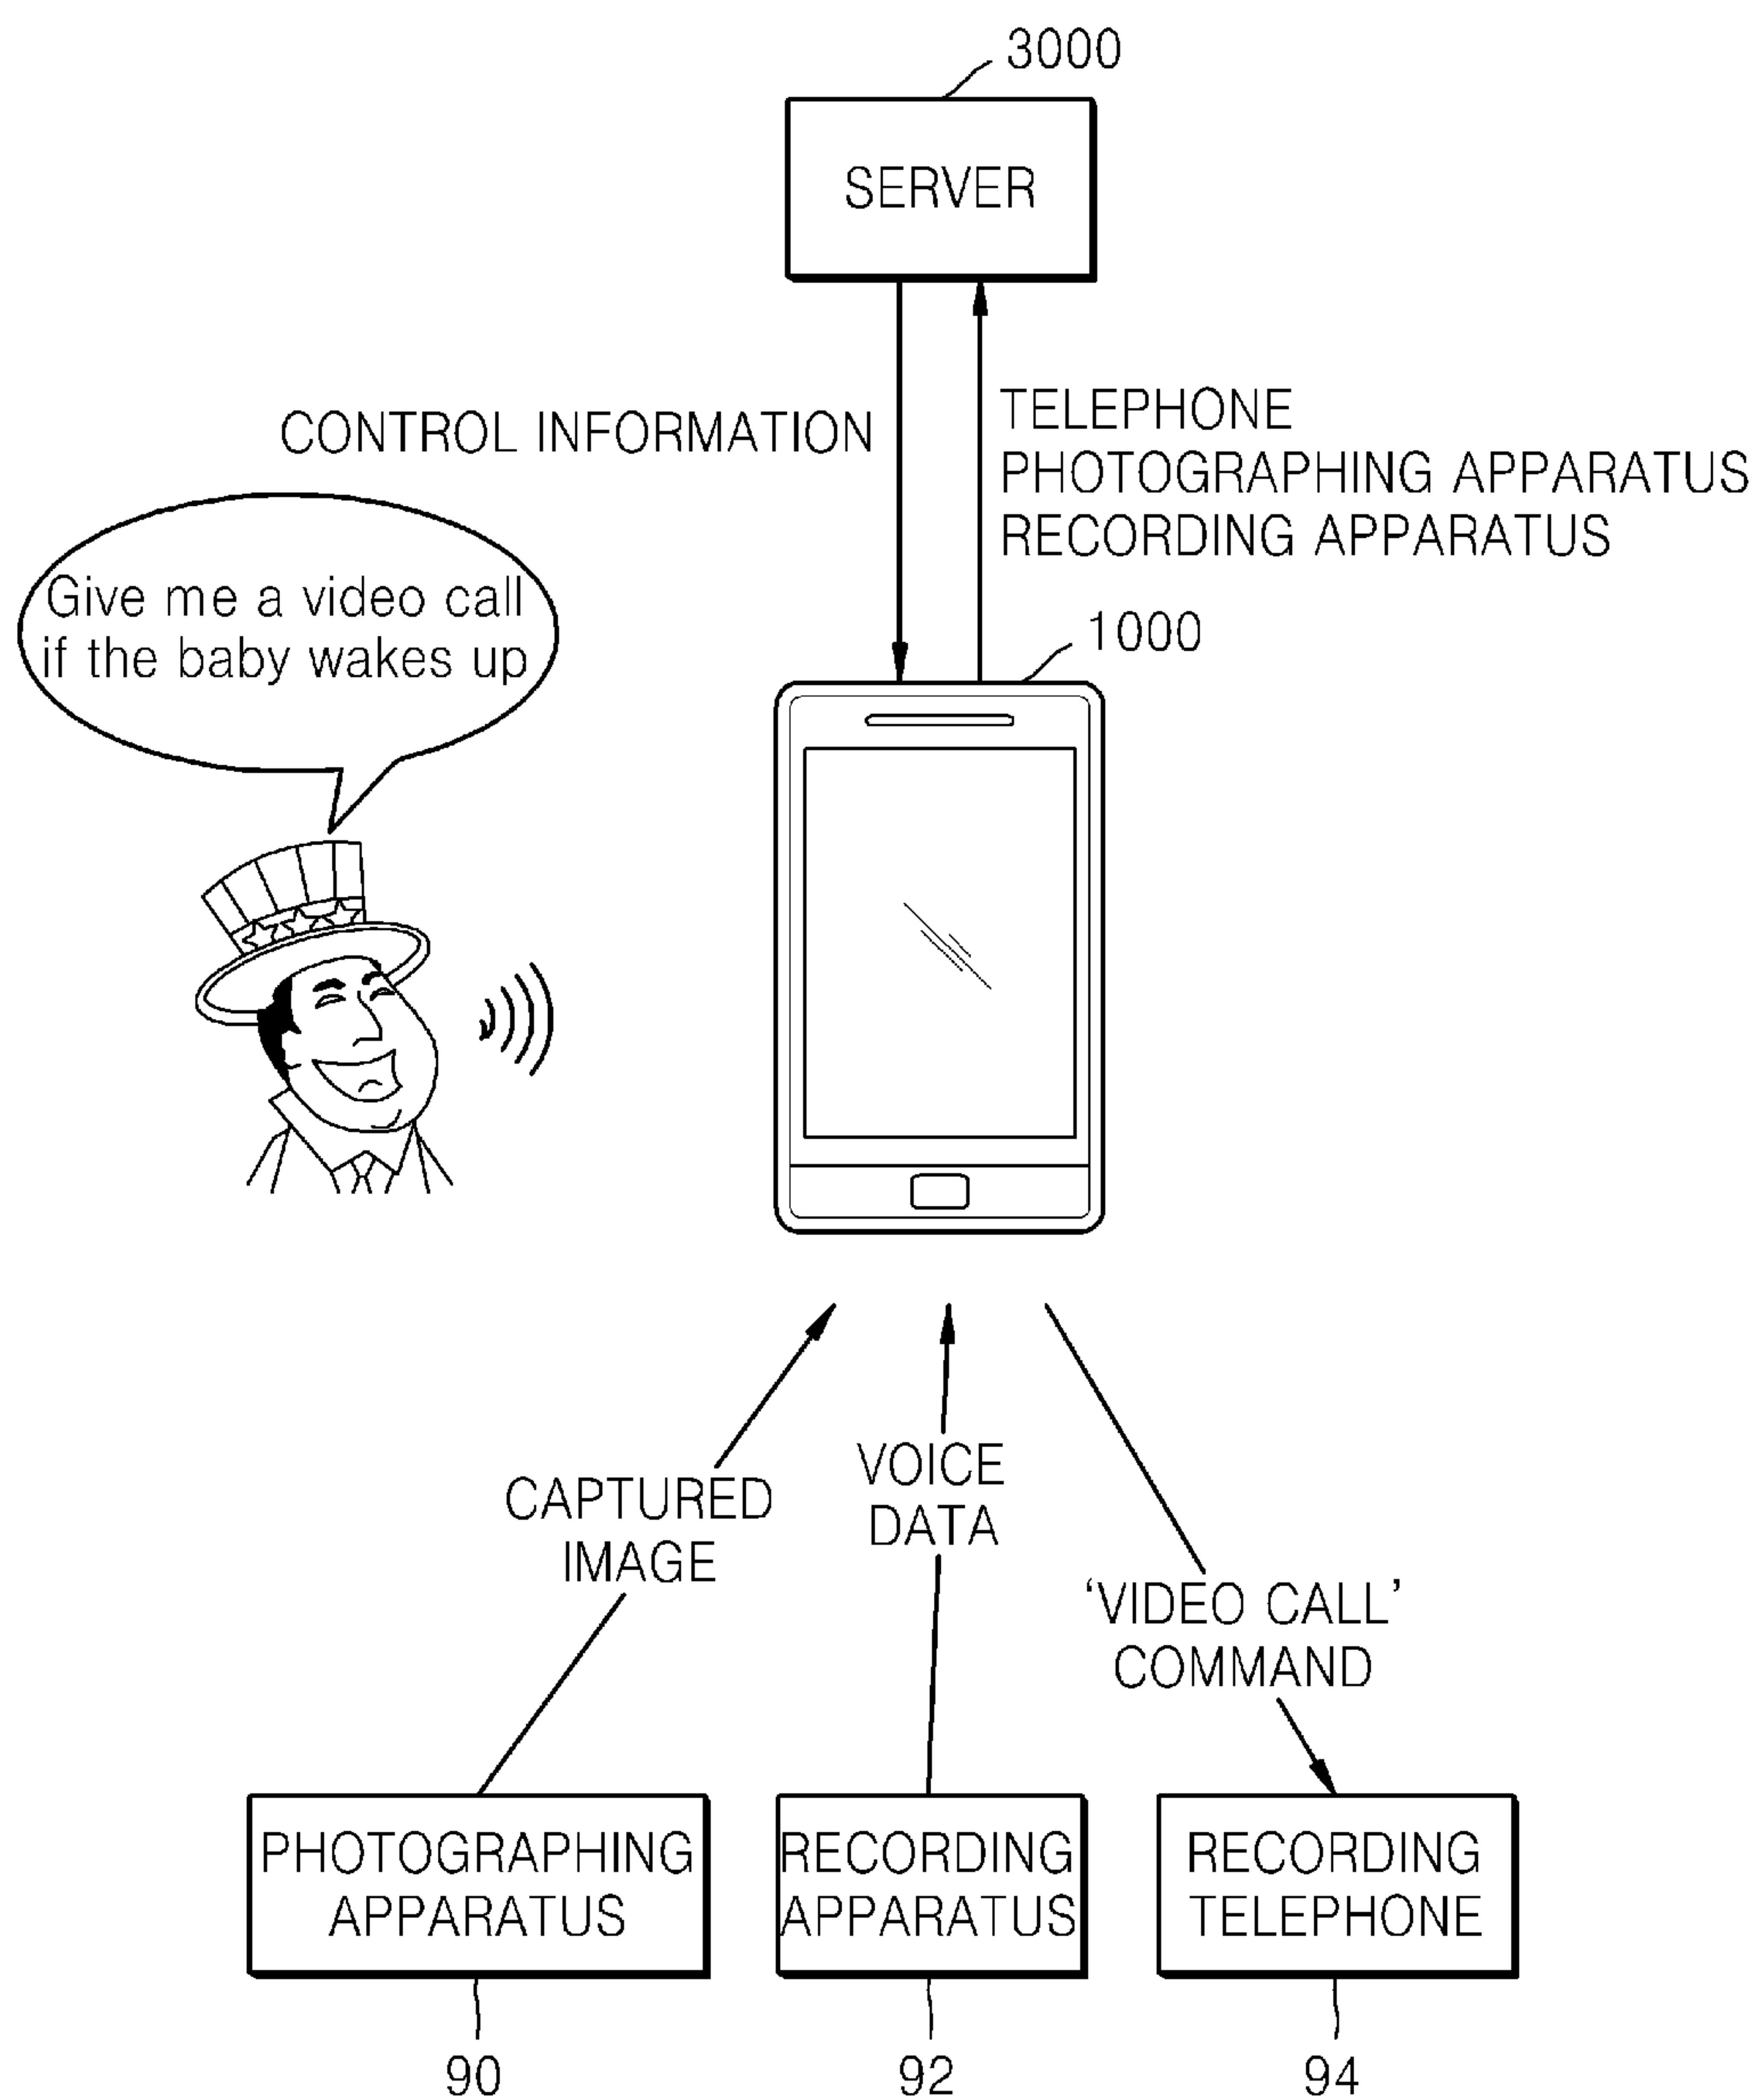 3000
SERVER
CONTROL INFORMATION
TELEPHONE
PHOTOGRAPHING APPARATUS
RECORDING APPARATUS
Give me a video call
if the baby wakes up
1000
CAPTURED
IMAGE
VOICE
DATA
‘VIDEO CALL’
COMMAND
PHOTOGRAPHING
APPARATUS
RECORDING
APPARATUS
RECORDING
TELEPHONE
90
92
94